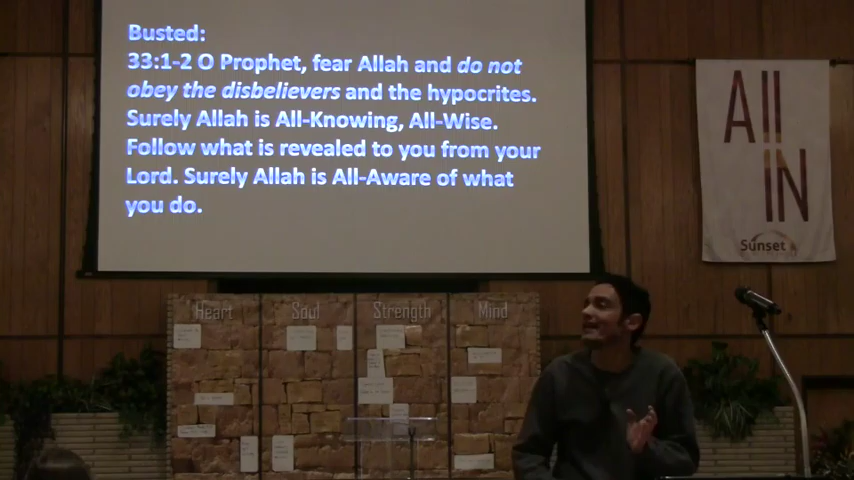 Busted:
33:1-2 O Prophet, fear Allah and do not
obey the disbelievers and the hypocrites.
Surely Allah is All-Knowing, All-Wise.
Follow what is revealed to you from your
Lord. Surely Allah is All-Aware of what
you do.
All
IN
Sunset
Heart
Soul
Strength
Mind